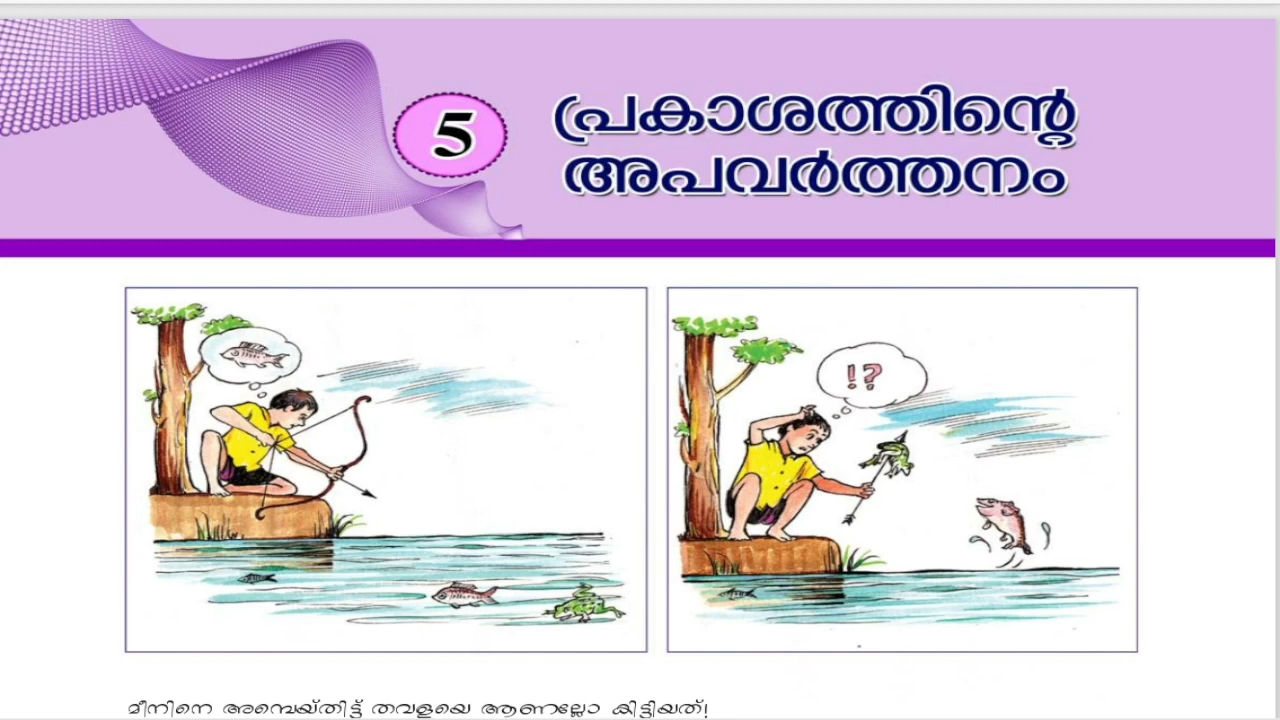 5
പ്രകാശത്തിന്റെ
അപവർത്തനം
!?
മീനിനെ അമ്പെയ്തിട്ട് തവളയെ ആണല്ലോ കിട്ടിയത്!